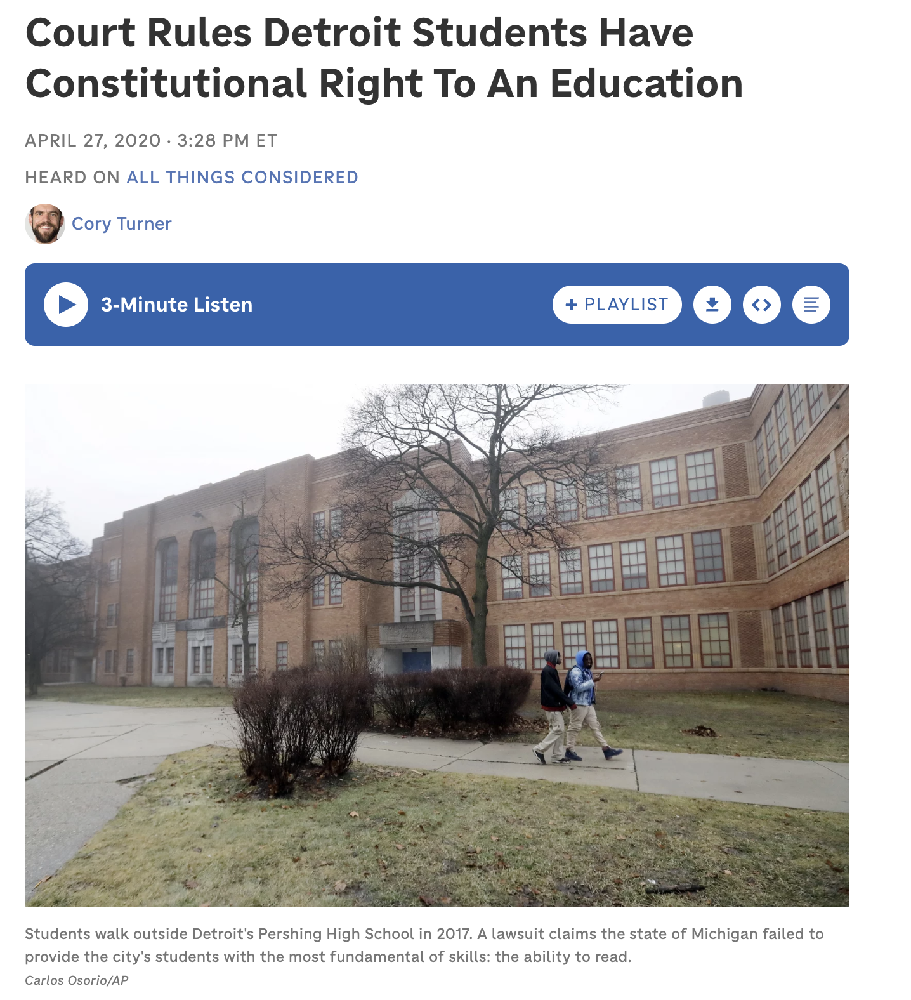 Court Rules Detroit Students Have
Constitutional Right To An Education
APRIL 27, 2020 · 3:28 PM ET
HEARD ON ALL THINGS CONSIDERED
Cory Turner
3-Minute Listen
+ PLAYLIST
Students walk outside Detroit's Pershing High School in 2017. A lawsuit claims the state of Michigan failed to
provide the city's students with the most fundamental of skills: the ability to read.
Carlos Osorio/AP